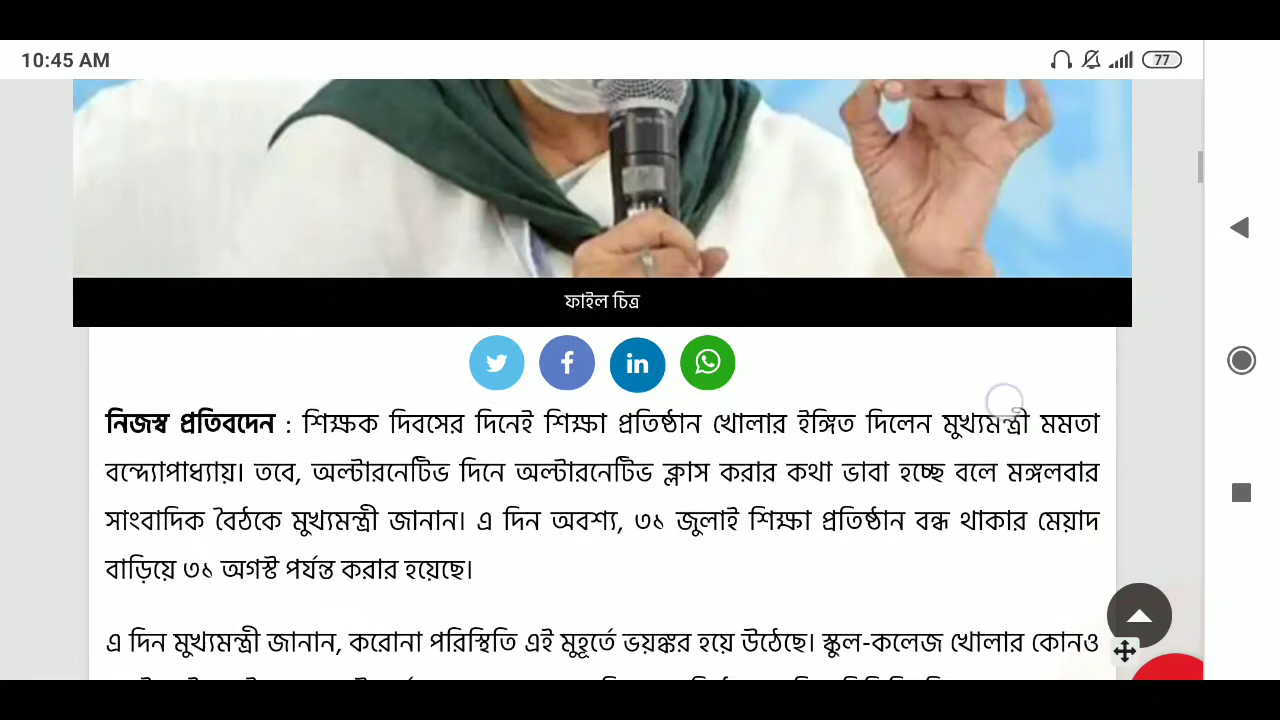 10:45 AM
77
ফাইল চিত্র
in
নিজস্ব প্রতিবদেন : শিক্ষক দিবসের দিনেই শিক্ষা প্রতিষ্ঠান খোলার ইঙ্গিত দিলেন মুখ্যমন্ত্রী মমতা
বন্দ্যোপাধ্যায়। তবে, অল্টারনেটিভ দিনে অল্টারনেটিভ ক্লাস করার কথা ভাবা হচ্ছে বলে মঙ্গলবার
সাংবাদিক বৈঠকে মুখ্যমন্ত্রী জানান। এ দিন অবশ্য, ৩১ জুলাই শিক্ষা প্রতিষ্ঠান বন্ধ থাকার মেয়াদ
বাড়িয়ে ৩১ অগস্ট পর্যন্ত করার হয়েছে।
এ দিন মুখ্যমন্ত্রী জানান, করোনা পরিস্থিতি এই মুহূর্তে ভয়ঙ্কর হয়ে উঠেছে। স্কুল-কলেজ খোলার কোনও